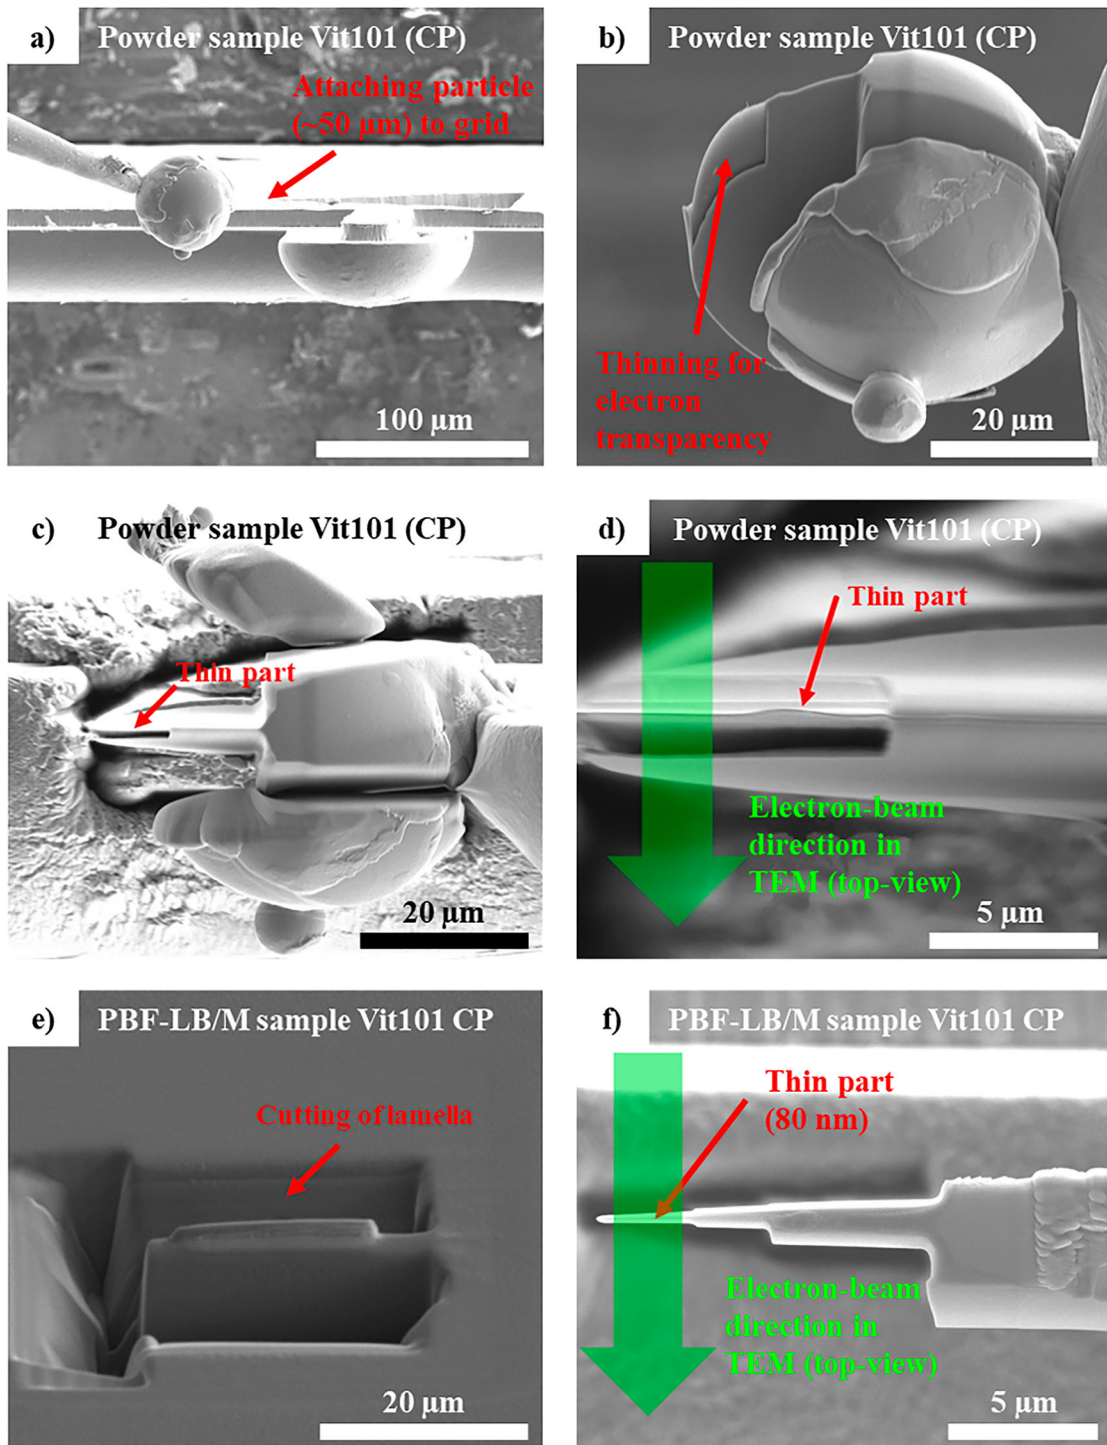 a) Powder sample Vit101 (CP)
Attaching particle
(~50 µm) to grid
100 µm
b) Powder sample Vit101 (CP)
Thinning for
electron
transparency
20 µm
c) Powder sample Vit101 (CP)
Thin part
20 µm
d) Powder sample Vit101 (CP)
Thin part
Electron-beam
direction in
TEM (top-view)
5 µm
e) PBF-LB/M sample Vit101 CP
Cutting of lamella
20 µm
f) PBF-LB/M sample Vit101 CP
Thin part
(80 nm)
Electron-beam
direction in
TEM (top-view)
5 µm